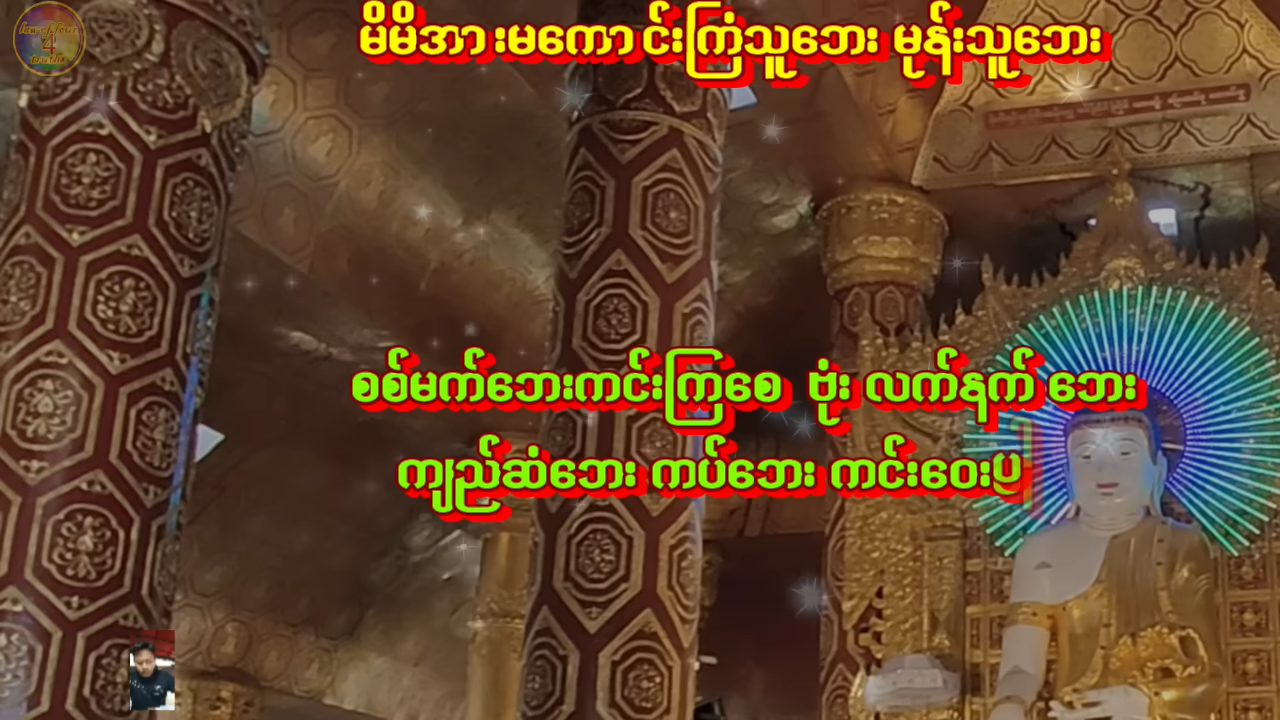 မိမိအား မကောင်းကြံသူဘေး မုန်းသူဘေး
စစ်မက်ဘေးကင်းကြစေ ဗုံး လက်နက် ဘေး
ကျည်ဆံဘေး ကပ်ဘေး ကင်းဝေးပ